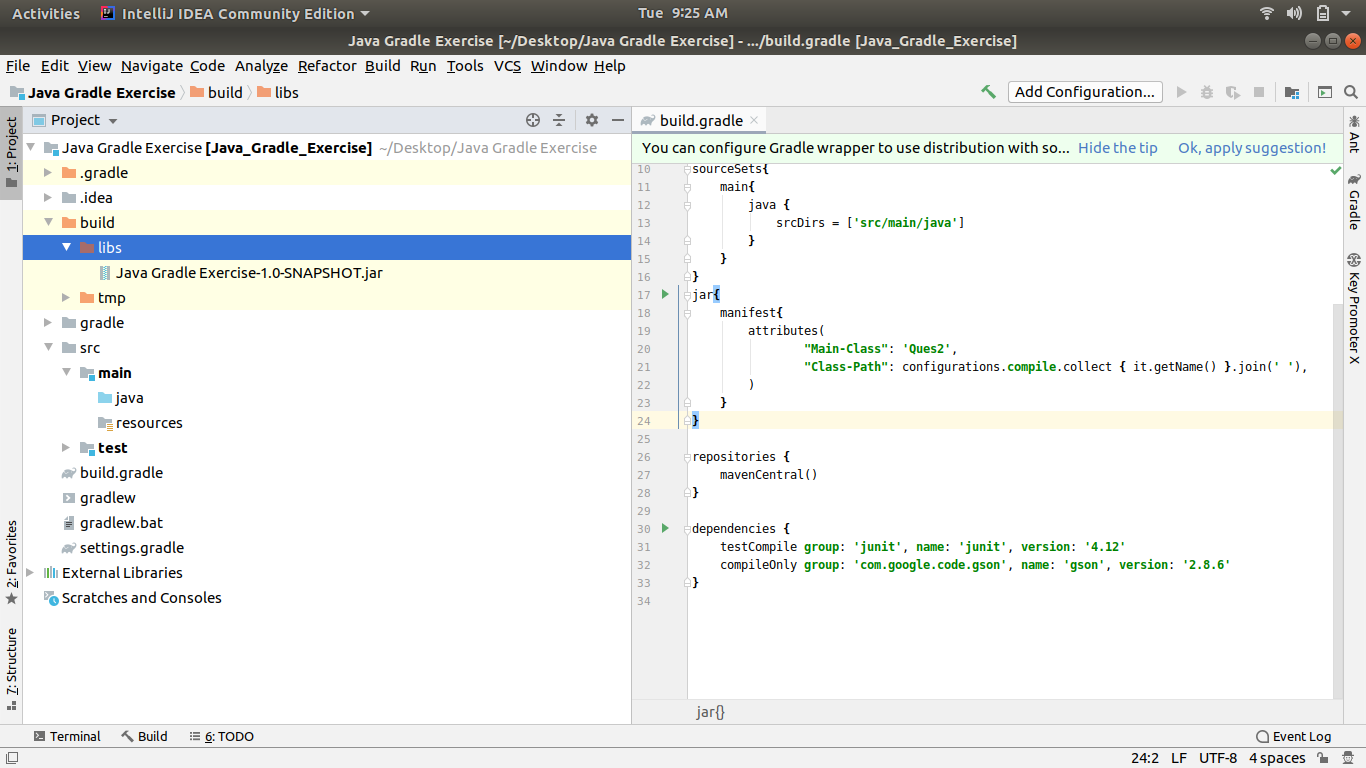 Activities IntelliJ IDEA Community Edition Tue 9:25 AM
Java Gradle Exercise [~/Desktop/Java Gradle Exercise] - .../build.gradle [Java_Gradle_Exercise]
File Edit View Navigate Code Analyze Refactor Build Run Tools VCS Window Help
Java Gradle Exercise build libs Add Configuration...
1: Project
2: Favorites
7: Structure
Project
Java Gradle Exercise [Java_Gradle_Exercise] ~/Desktop/Java Gradle Exercise
.gradle
.idea
build
libs
Java Gradle Exercise-1.0-SNAPSHOT.jar
tmp
gradle
src
main
java
resources
test
build.gradle
gradlew
gradlew.bat
settings.gradle
External Libraries
Scratches and Consoles
build.gradle
You can configure Gradle wrapper to use distribution with so... Hide the tip Ok, apply suggestion!
10 sourceSets{
11 main{
12 java {
13 srcDirs = ['src/main/java']
14 }
15 }
16 }
17 jar{
18 manifest{
19 attributes(
20 "Main-Class": 'Ques2',
21 "Class-Path": configurations.compile.collect { it.getName() }.join(' '),
22 )
23 }
24 }
25
26 repositories {
27 mavenCentral()
28 }
29
30 dependencies {
31 testCompile group: 'junit', name: 'junit', version: '4.12'
32 compileOnly group: 'com.google.code.gson', name: 'gson', version: '2.8.6'
33 }
34
jar{}
Ant
Gradle
Key Promoter X
Terminal Build 6: TODO Event Log
24:2 LF UTF-8 4 spaces